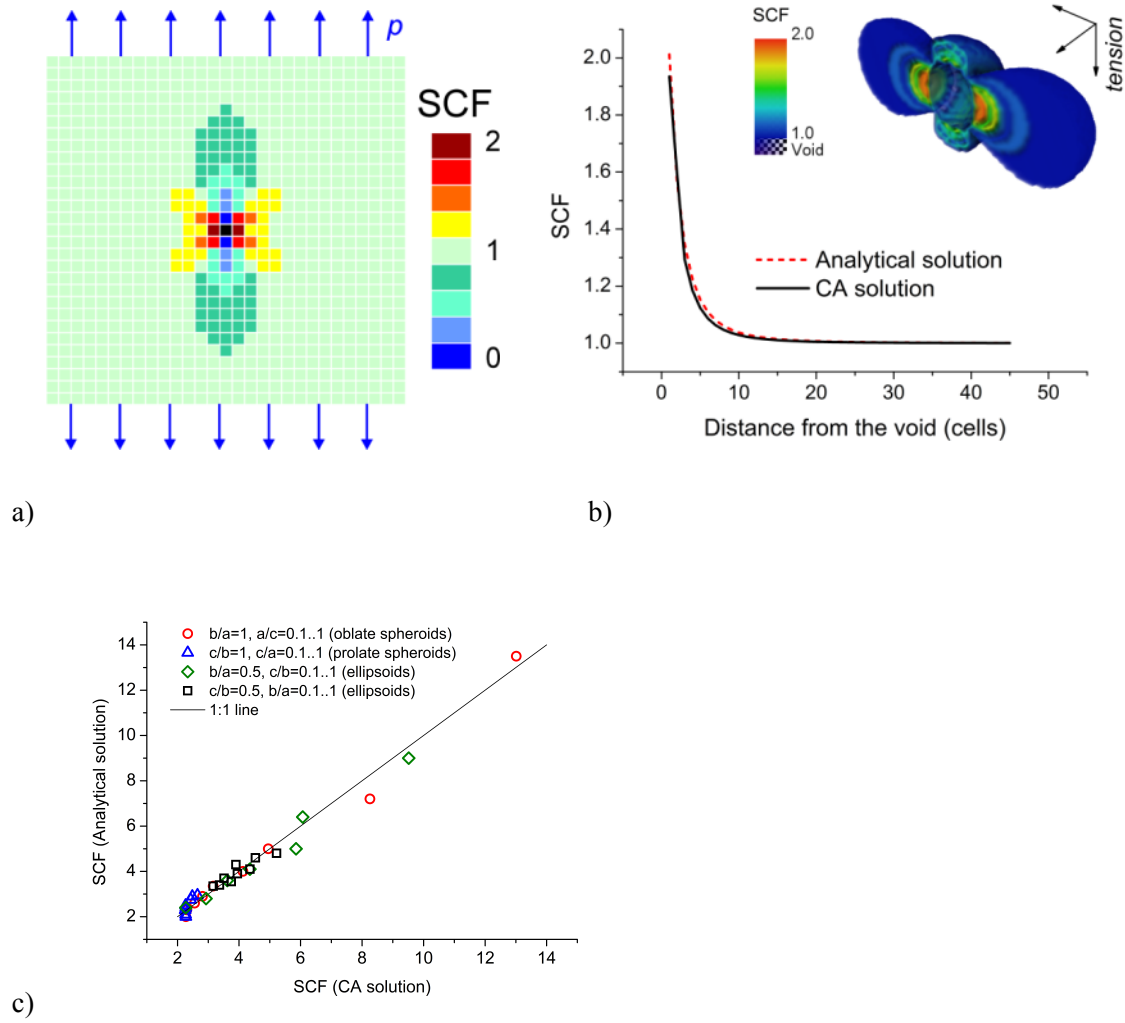 p
SCF
2
1
0
a)
SCF
2.0
1.0
Void
tension
2.0
1.8
1.6
1.4
1.2
1.0
SCF
Analytical solution
CA solution
0 10 20 30 40 50
Distance from the void (cells)
b)
b/a=1, a/c=0.1..1 (oblate spheroids)
c/b=1, c/a=0.1..1 (prolate spheroids)
b/a=0.5, c/b=0.1..1 (ellipsoids)
c/b=0.5, b/a=0.1..1 (ellipsoids)
1:1 line
14
12
10
8
6
4
2
SCF (Analytical solution)
2 4 6 8 10 12 14
SCF (CA solution)
c)